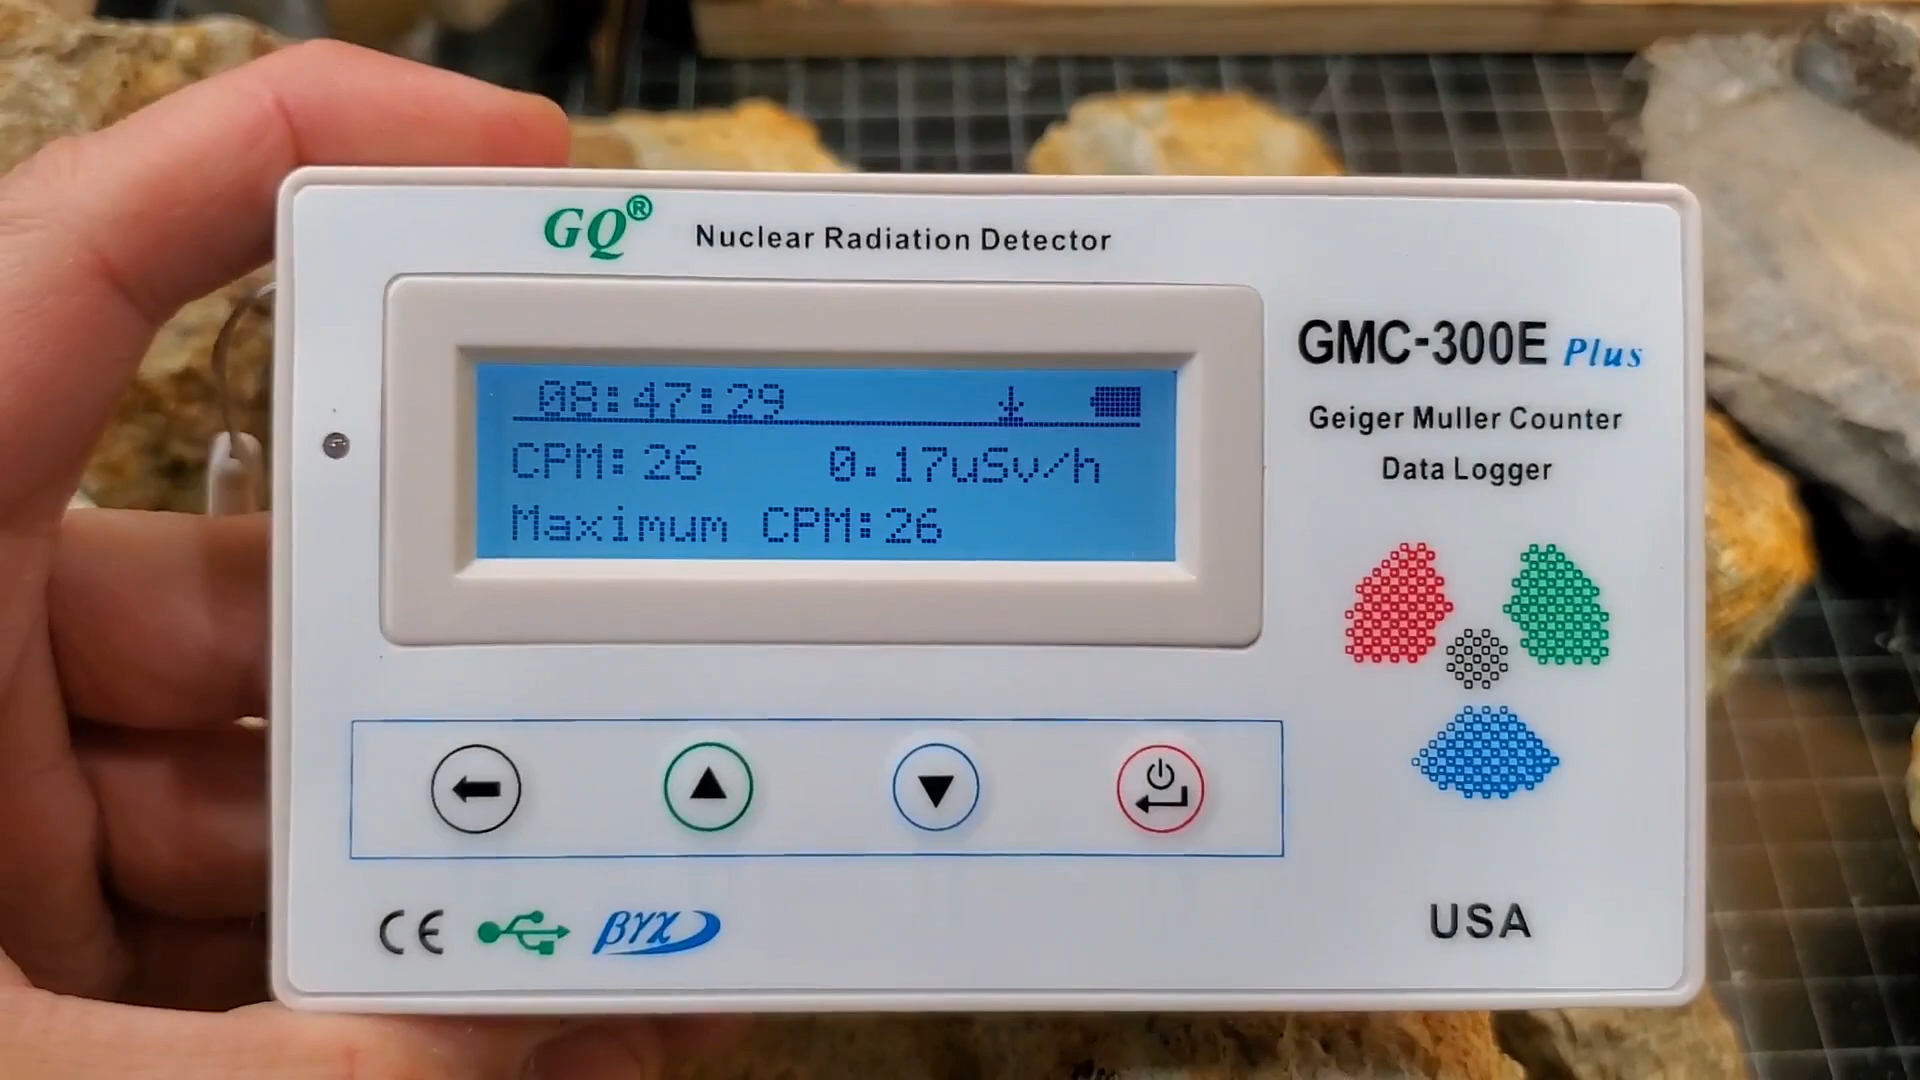 GQ®
Nuclear Radiation Detector
08:47:29
CPM:26 0.17uSv/h
Maximum CPM:26
GMC-300E Plus
Geiger Muller Counter
Data Logger
CE βγχ
USA